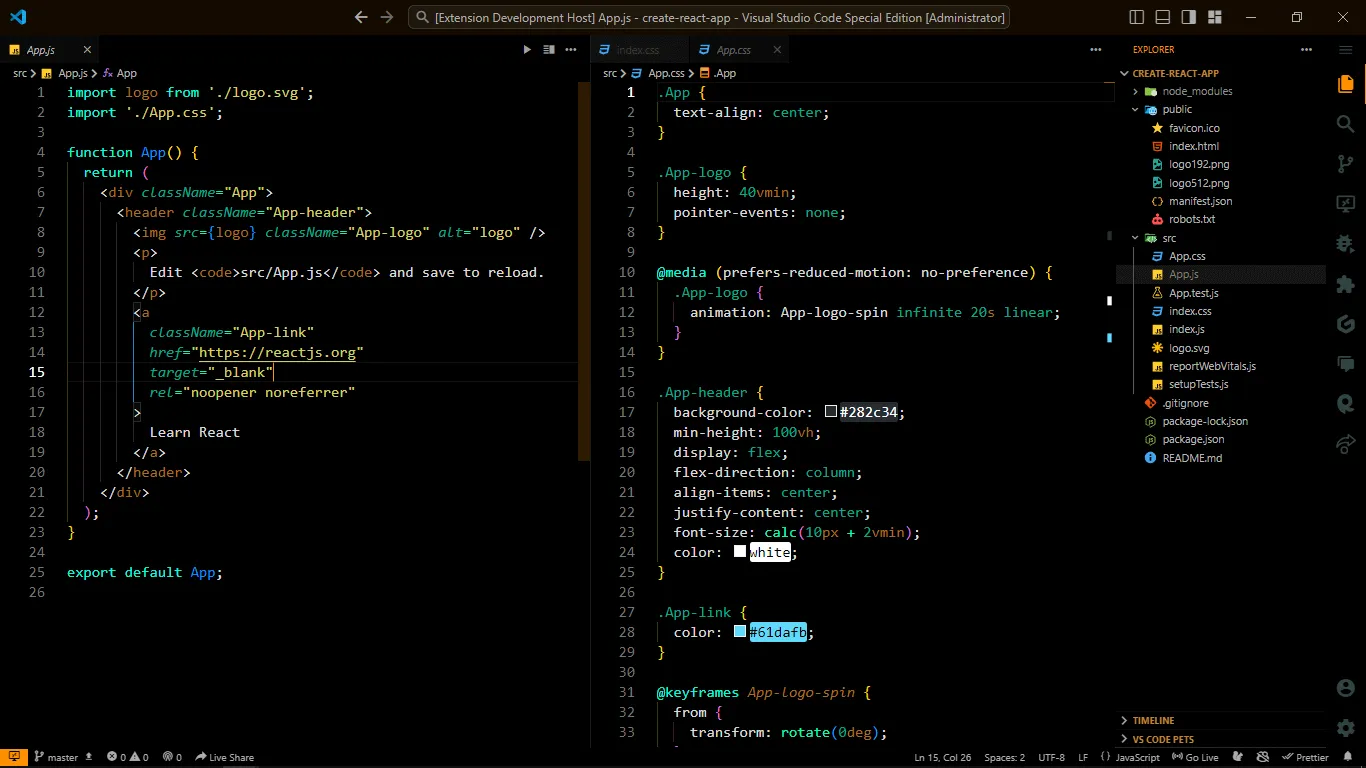 [Extension Development Host] App.js - create-react-app - Visual Studio Code Special Edition [Administrator]
App.js
src > App.js > App
1 import logo from './logo.svg';
2 import './App.css';
3
4 function App() {
5 return (
6 <div className="App">
7 <header className="App-header">
8 <img src={logo} className="App-logo" alt="logo" />
9 <p>
10 Edit <code>src/App.js</code> and save to reload.
11 </p>
12 <a
13 className="App-link"
14 href="https://reactjs.org"
15 target="_blank"
16 rel="noopener noreferrer"
17 >
18 Learn React
19 </a>
20 </header>
21 </div>
22 );
23 }
24
25 export default App;
26
index.css
App.css
src > App.css > .App
1 .App {
2 text-align: center;
3 }
4
5 .App-logo {
6 height: 40vmin;
7 pointer-events: none;
8 }
9
10 @media (prefers-reduced-motion: no-preference) {
11 .App-logo {
12 animation: App-logo-spin infinite 20s linear;
13 }
14 }
15
16 .App-header {
17 background-color: #282c34;
18 min-height: 100vh;
19 display: flex;
20 flex-direction: column;
21 align-items: center;
22 justify-content: center;
23 font-size: calc(10px + 2vmin);
24 color: white;
25 }
26
27 .App-link {
28 color: #61dafb;
29 }
30
31 @keyframes App-logo-spin {
32 from {
33 transform: rotate(0deg);
EXPLORER
CREATE-REACT-APP
node_modules
public
favicon.ico
index.html
logo192.png
logo512.png
manifest.json
robots.txt
src
App.css
App.js
App.test.js
index.css
index.js
logo.svg
reportWebVitals.js
setupTests.js
.gitignore
package-lock.json
package.json
README.md
TIMELINE
VS CODE PETS
master
0 0
0
Live Share
Ln 15, Col 26
Spaces: 2
UTF-8
LF
JavaScript
Go Live
Prettier